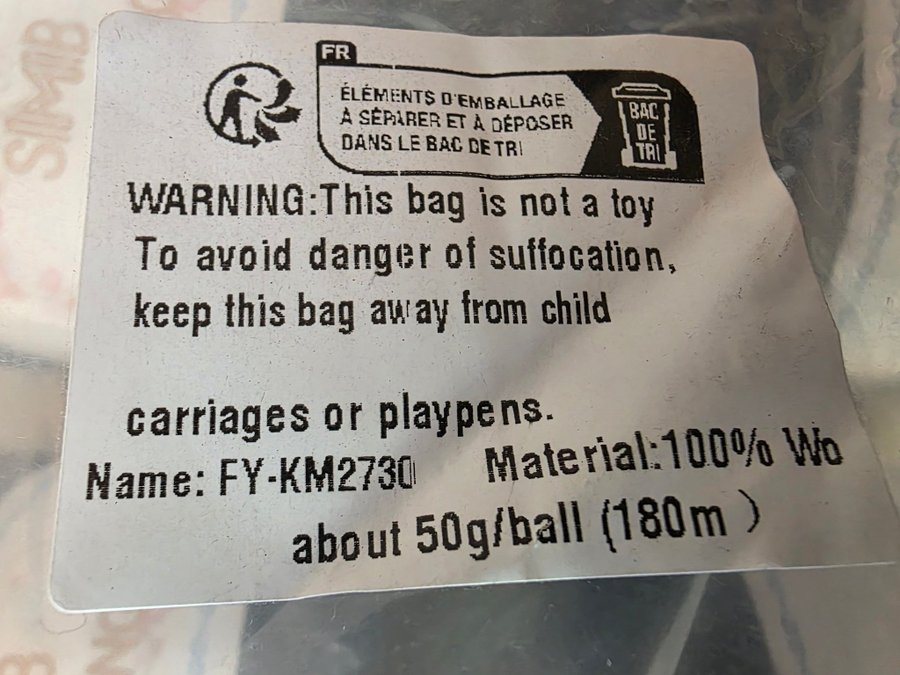 SIMB
FR
ÉLÉMENTS D'EMBALLAGE
À SÉPARER ET À DÉPOSER
DANS LE BAC DE TRI
BAC
DE
TRI
WARNING:This bag is not a toy
To avoid danger of suffocation,
keep this bag away from child
carriages or playpens.
Name: FY-KM2730 Material:100% Wo
about 50g/ball (180m )